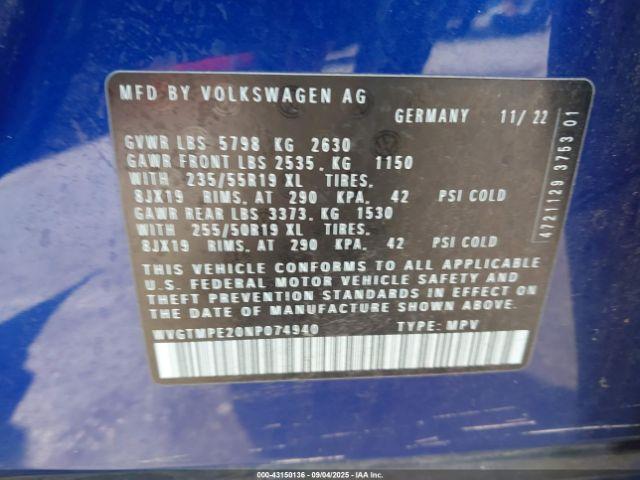 MFD BY VOLKSWAGEN AG
GERMANY 11/22
GVWR LBS 5798 KG 2630
GAWR FRONT LBS 2535, KG 1150
WITH 235/55R19 XL TIRES,
8JX19 RIMS, AT 290 KPA, 42 PSI COLD
GAWR REAR LBS 3373, KG 1530
WITH 255/50R19 XL TIRES,
8JX19 RIMS, AT 290 KPA, 42 PSI COLD
THIS VEHICLE CONFORMS TO ALL APPLICABLE
U.S. FEDERAL MOTOR VEHICLE SAFETY AND
THEFT PREVENTION STANDARDS IN EFFECT ON
THE DATE OF MANUFACTURE SHOWN ABOVE
WVGTMPE20NP074940 TYPE: MPV
4721129 3753 01
000-43150136 - 09/04/2025 - IAA Inc.